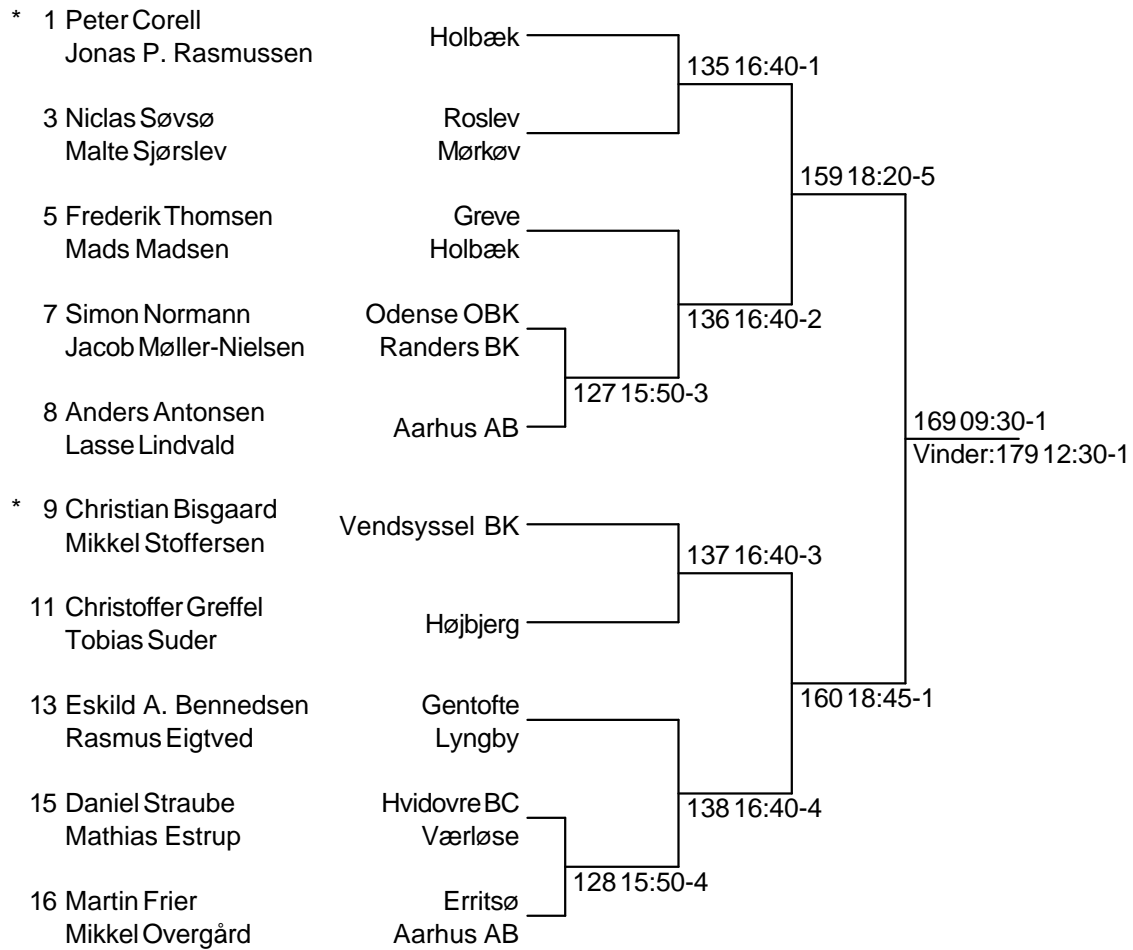 * 1 Peter Corell Holbæk
Jonas P. Rasmussen
135 16:40-1
3 Niclas Søvsø Roslev
Malte Sjørslev Mørkøv
159 18:20-5
5 Frederik Thomsen Greve
Mads Madsen Holbæk
7 Simon Normann Odense OBK
136 16:40-2
Jacob Møller-Nielsen Randers BK
127 15:50-3
8 Anders Antonsen Aarhus AB
Lasse Lindvald
169 09:30-1
Vinder:179 12:30-1
* 9 Christian Bisgaard Vendsyssel BK
Mikkel Stoffersen
137 16:40-3
11 Christoffer Greffel Højbjerg
Tobias Suder
160 18:45-1
13 Eskild A. Bennedsen Gentofte
Rasmus Eigtved Lyngby
15 Daniel Straube Hvidovre BC
138 16:40-4
Mathias Estrup Værløse
128 15:50-4
16 Martin Frier Erritsø
Mikkel Overgård Aarhus AB